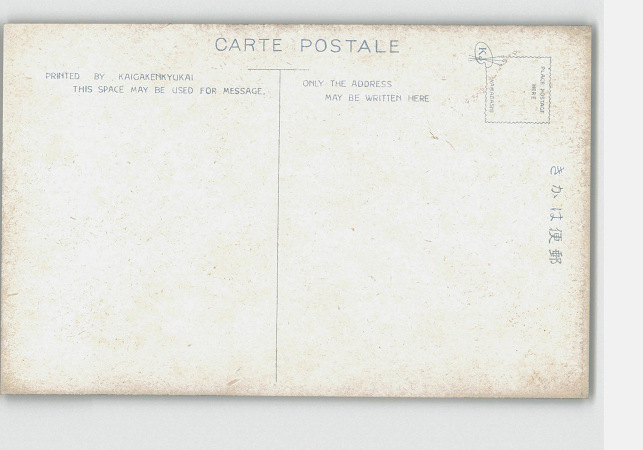 CARTE POSTALE
PRINTED BY KAIGAKENKYUKAI
THIS SPACE MAY BE USED FOR MESSAGE.
ONLY THE ADDRESS
MAY BE WRITTEN HERE
PLACE POSTAGE
HERE
きかは便郵